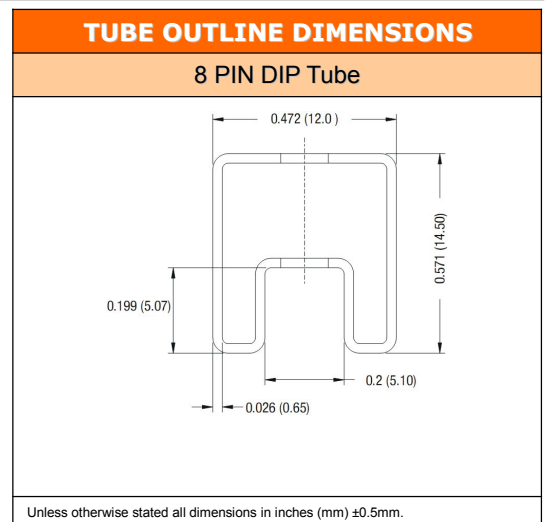 TUBE OUTLINE DIMENSIONS
8 PIN DIP Tube
0.472 (12.0 )
0.571 (14.50)
0.199 (5.07)
0.2 (5.10)
0.026 (0.65)
Unless otherwise stated all dimensions in inches (mm) ±0.5mm.